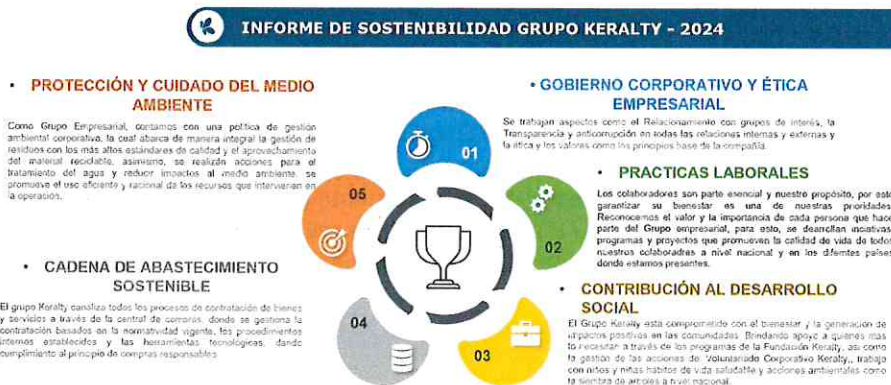 INFORME DE SOSTENIBILIDAD GRUPO KERALTY - 2024
• PROTECCIÓN Y CUIDADO DEL MEDIO
AMBIENTE
Como Grupo Empresarial, contamos con una política de gestión
ambiental corporativa, la cual abarca de manera integral la gestión de
residuos con los más altos estándares de calidad y el aprovechamiento
del material reciclable, asimismo, se realizan acciones para el
tratamiento del agua y reducir impactos al medio ambiente, se
promueve el uso eficiente y racional de los recursos que intervienen en
la operación.
• CADENA DE ABASTECIMIENTO
SOSTENIBLE
El grupo Keralty canaliza todos los procesos de contratación de bienes
y servicios a través de la central de compras, donde se gestiona la
contratación basados en la normatividad vigente, los procedimientos
internos establecidos y las herramientas tecnológicas, dando
cumplimiento al principio de compras responsables
01
02
03
04
05
• GOBIERNO CORPORATIVO Y ÉTICA
EMPRESARIAL
Se trabajan aspectos como el Relacionamiento con grupos de interés, la
Transparencia y anticorrupción en todas las relaciones internas y externas y
la ética y los valores como los principios base de la compañía.
• PRACTICAS LABORALES
Los colaboradores son parte esencial y nuestro propósito, por esto
garantizar su bienestar es una de nuestras prioridades.
Reconocemos el valor y la importancia de cada persona que hace
parte del Grupo empresarial, para esto, se desarrollan iniciativas,
programas y proyectos que promueven la calidad de vida de todos
nuestros colaboradres a nivel nacional y en los diferntes países
donde estamos presentes.
• CONTRIBUCIÓN AL DESARROLLO
SOCIAL
El Grupo Keralty está comprometido con el bienestar y la generación de
impactos positivos en las comunidades. Brindando apoyo a quienes más
lo necesitan a través de los programas de la Fundación Keralty, así como
la gestión de las acciones de Voluntariado Corporativo Keralty., trabajo
con niños y niñas hábitos de vida saludable y acciones ambientales como
la siembra de arboles a nivel nacional.